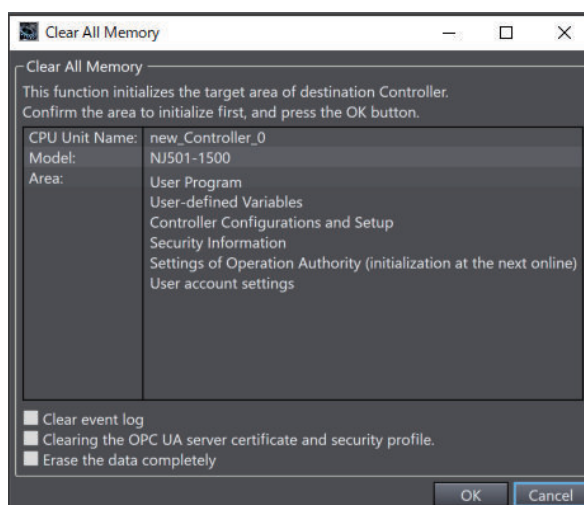 Clear All Memory
Clear All Memory
This function initializes the target area of destination Controller.
Confirm the area to initialize first, and press the OK button.
CPU Unit Name: new_Controller_0
Model: NJ501-1500
Area: User Program
User-defined Variables
Controller Configurations and Setup
Security Information
Settings of Operation Authority (initialization at the next online)
User account settings
Clear event log
Clearing the OPC UA server certificate and security profile.
Erase the data completely
OK Cancel